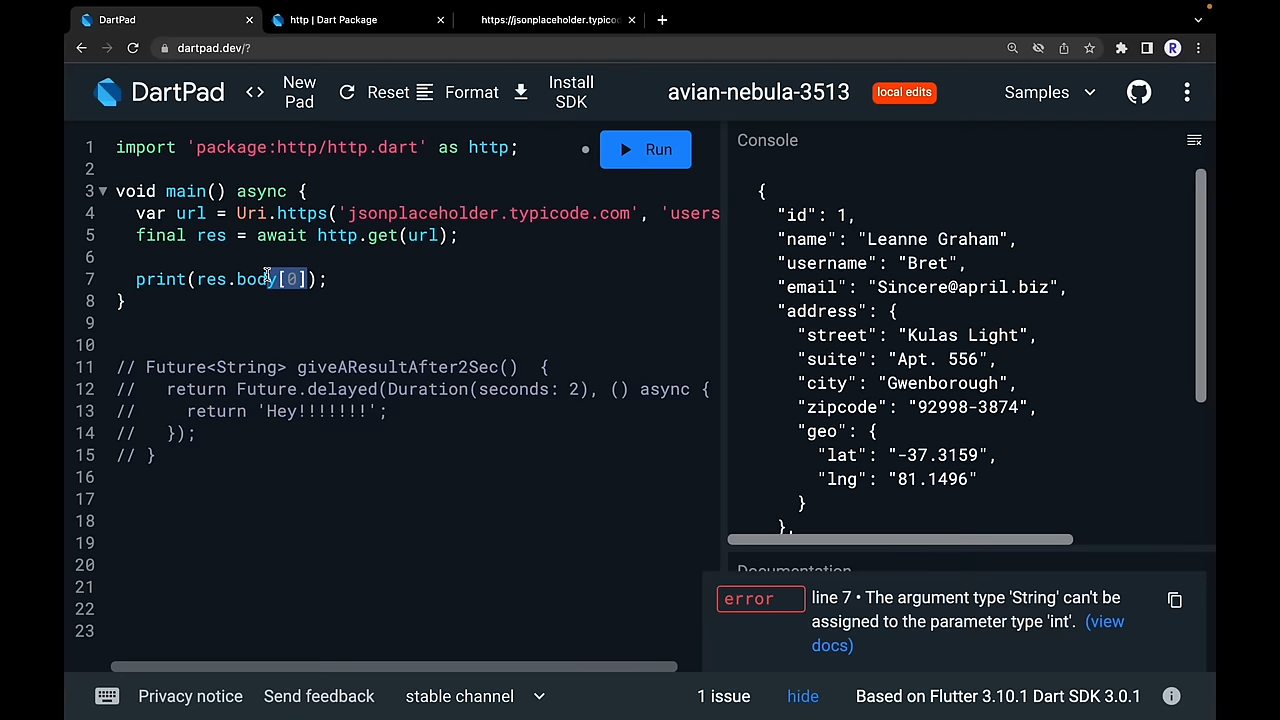 DartPad
http | Dart Package
https://jsonplaceholder.typico
dartpad.dev/?
R
DartPad
New Pad
Reset
Format
Install SDK
avian-nebula-3513
local edits
Samples
1 import 'package:http/http.dart' as http;
2
3 void main() async {
4 var url = Uri.https('jsonplaceholder.typicode.com', 'users
5 final res = await http.get(url);
6
7 print(res.body[0]);
8 }
9
10
11 // Future<String> giveAResultAfter2Sec() {
12 // return Future.delayed(Duration(seconds: 2), () async {
13 // return 'Hey!!!!!!!';
14 // });
15 // }
16
17
18
19
20
21
22
23
Run
Console
{
"id": 1,
"name": "Leanne Graham",
"username": "Bret",
"email": "Sincere@april.biz",
"address": {
"street": "Kulas Light",
"suite": "Apt. 556",
"city": "Gwenborough",
"zipcode": "92998-3874",
"geo": {
"lat": "-37.3159",
"lng": "81.1496"
}
},
Documentation
error
line 7 • The argument type 'String' can't be
assigned to the parameter type 'int'. (view
docs)
Privacy notice
Send feedback
stable channel
1 issue
hide
Based on Flutter 3.10.1 Dart SDK 3.0.1